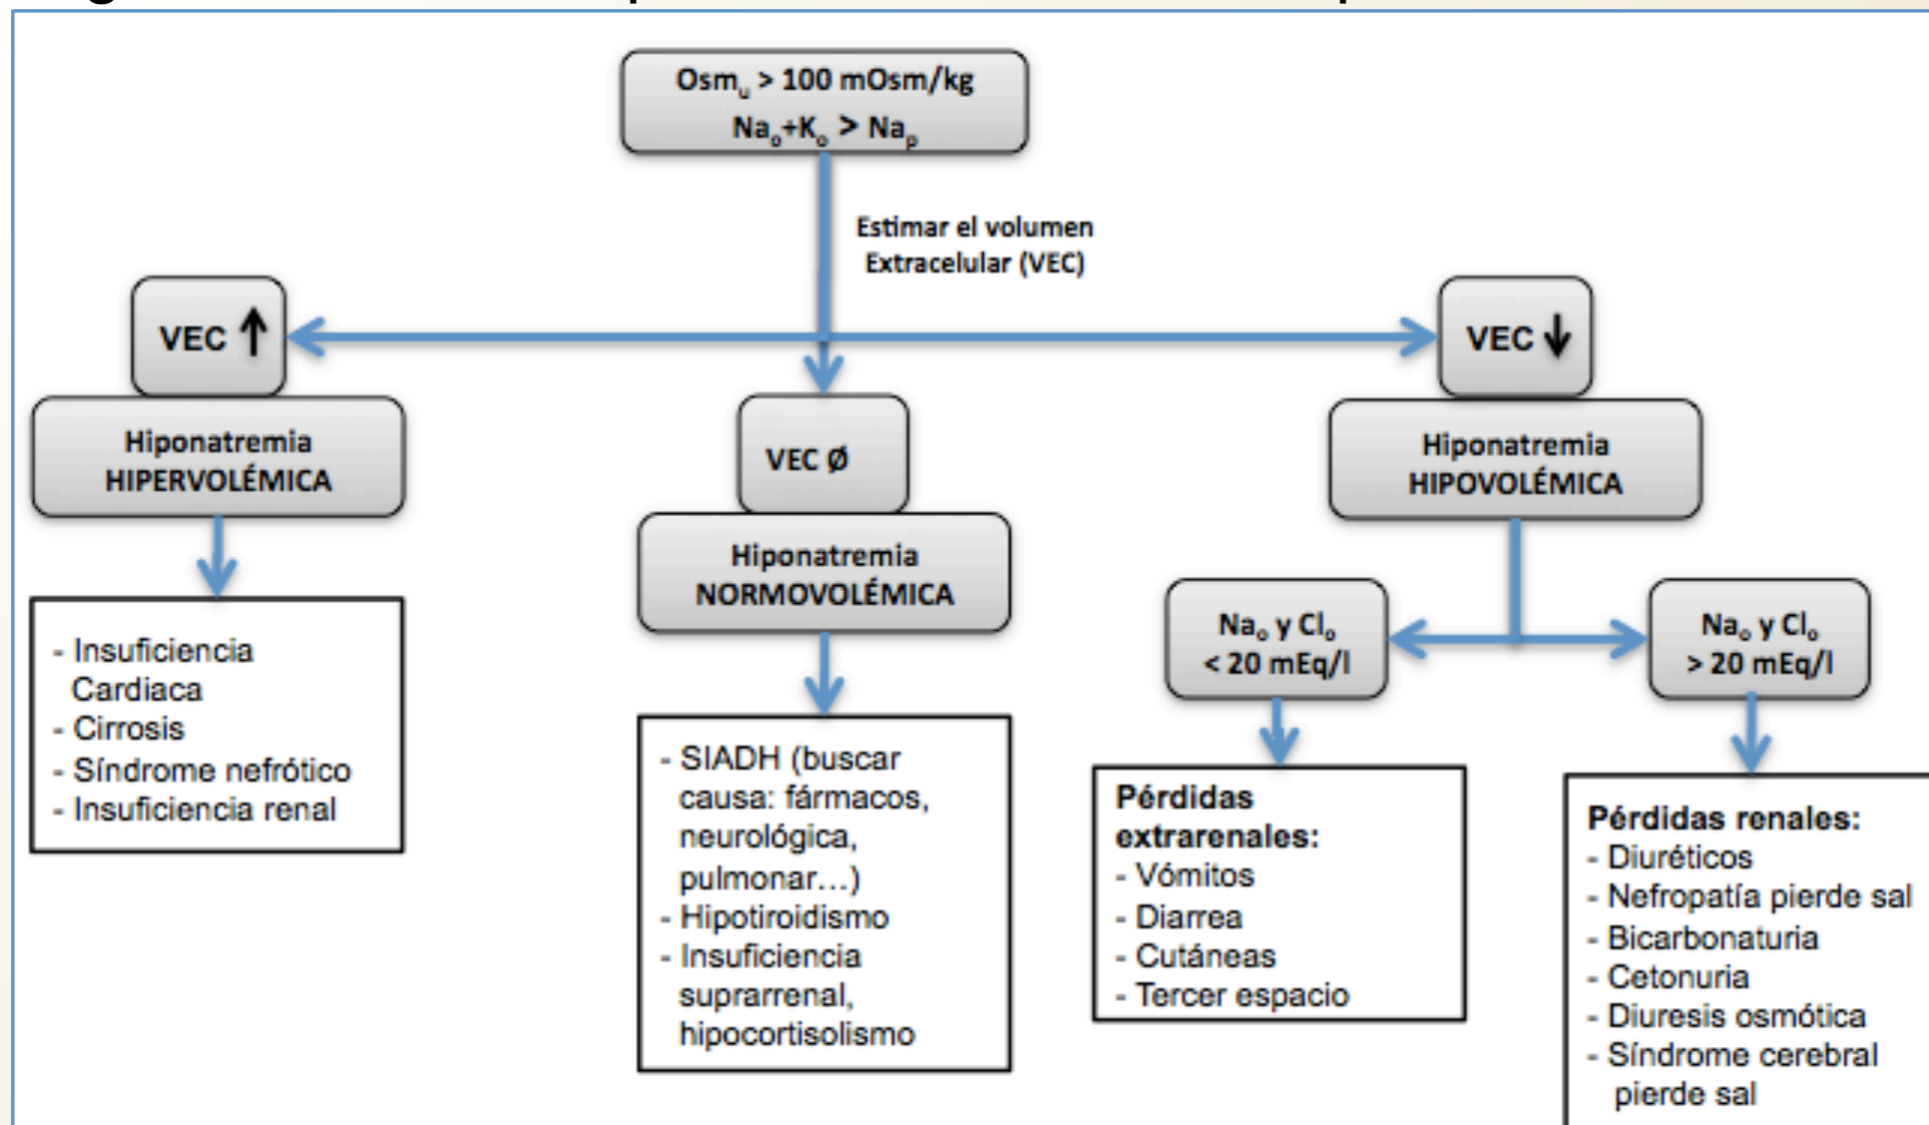 Osmᵤ > 100 mOsm/kg
Naₒ+Kₒ > Naₚ
Estimar el volumen
Extracelular (VEC)
VEC ↑
Hiponatremia
HIPERVOLÉMICA
- Insuficiencia
Cardiaca
- Cirrosis
- Síndrome nefrótico
- Insuficiencia renal
VEC Ø
Hiponatremia
NORMOVOLÉMICA
- SIADH (buscar
causa: fármacos,
neurológica,
pulmonar...)
- Hipotiroidismo
- Insuficiencia
suprarrenal,
hipocortisolismo
VEC ↓
Hiponatremia
HIPOVOLÉMICA
Naₒ y Clₒ
< 20 mEq/l
Pérdidas
extrarenales:
- Vómitos
- Diarrea
- Cutáneas
- Tercer espacio
Naₒ y Clₒ
> 20 mEq/l
Pérdidas renales:
- Diuréticos
- Nefropatía pierde sal
- Bicarbonaturia
- Cetonuria
- Diuresis osmótica
- Síndrome cerebral
pierde sal